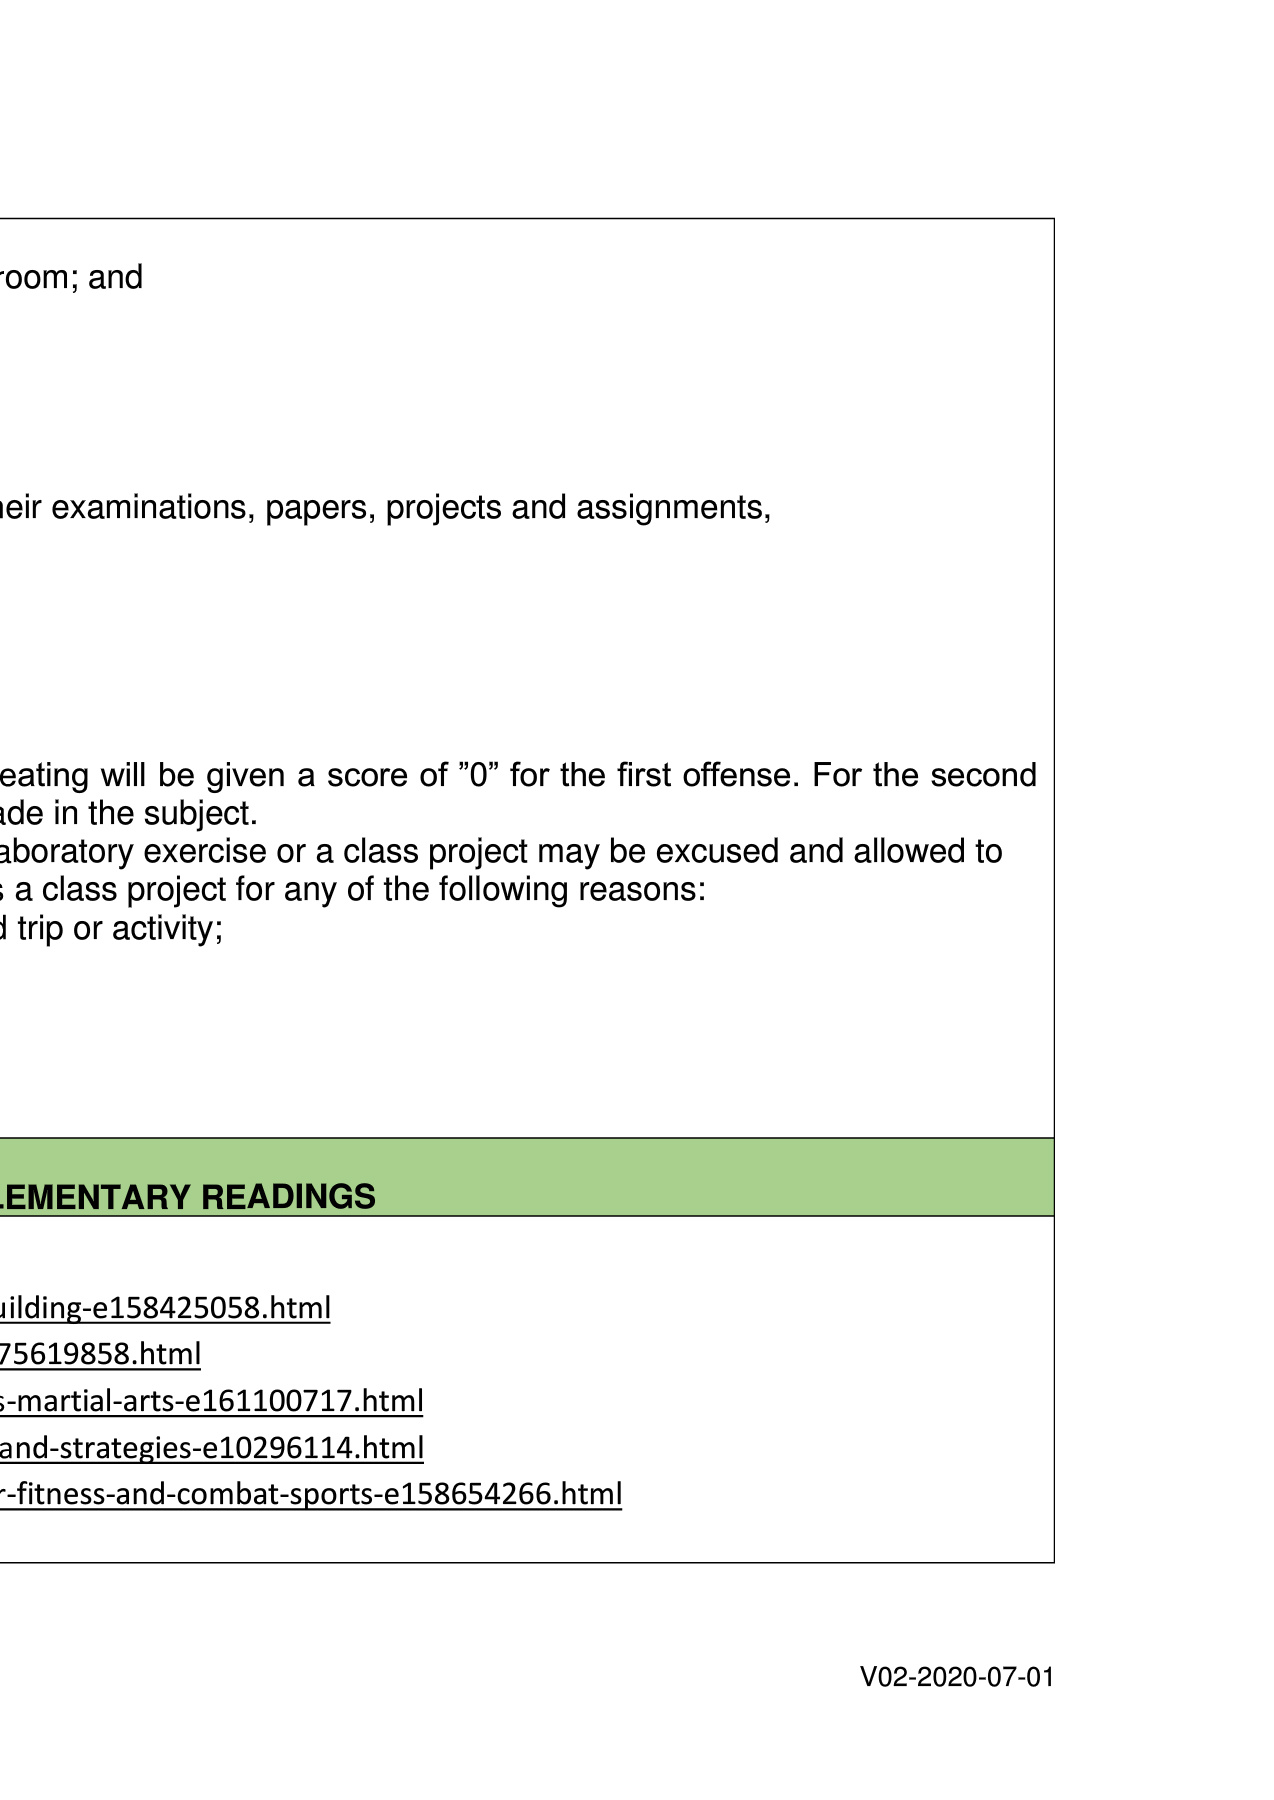 room; and
heir examinations, papers, projects and assignments,
eating will be given a score of ”0” for the first offense. For the second
ade in the subject.
aboratory exercise or a class project may be excused and allowed to
s a class project for any of the following reasons:
d trip or activity;
LEMENTARY READINGS
uilding-e158425058.html
75619858.html
s-martial-arts-e161100717.html
and-strategies-e10296114.html
r-fitness-and-combat-sports-e158654266.html
V02-2020-07-01